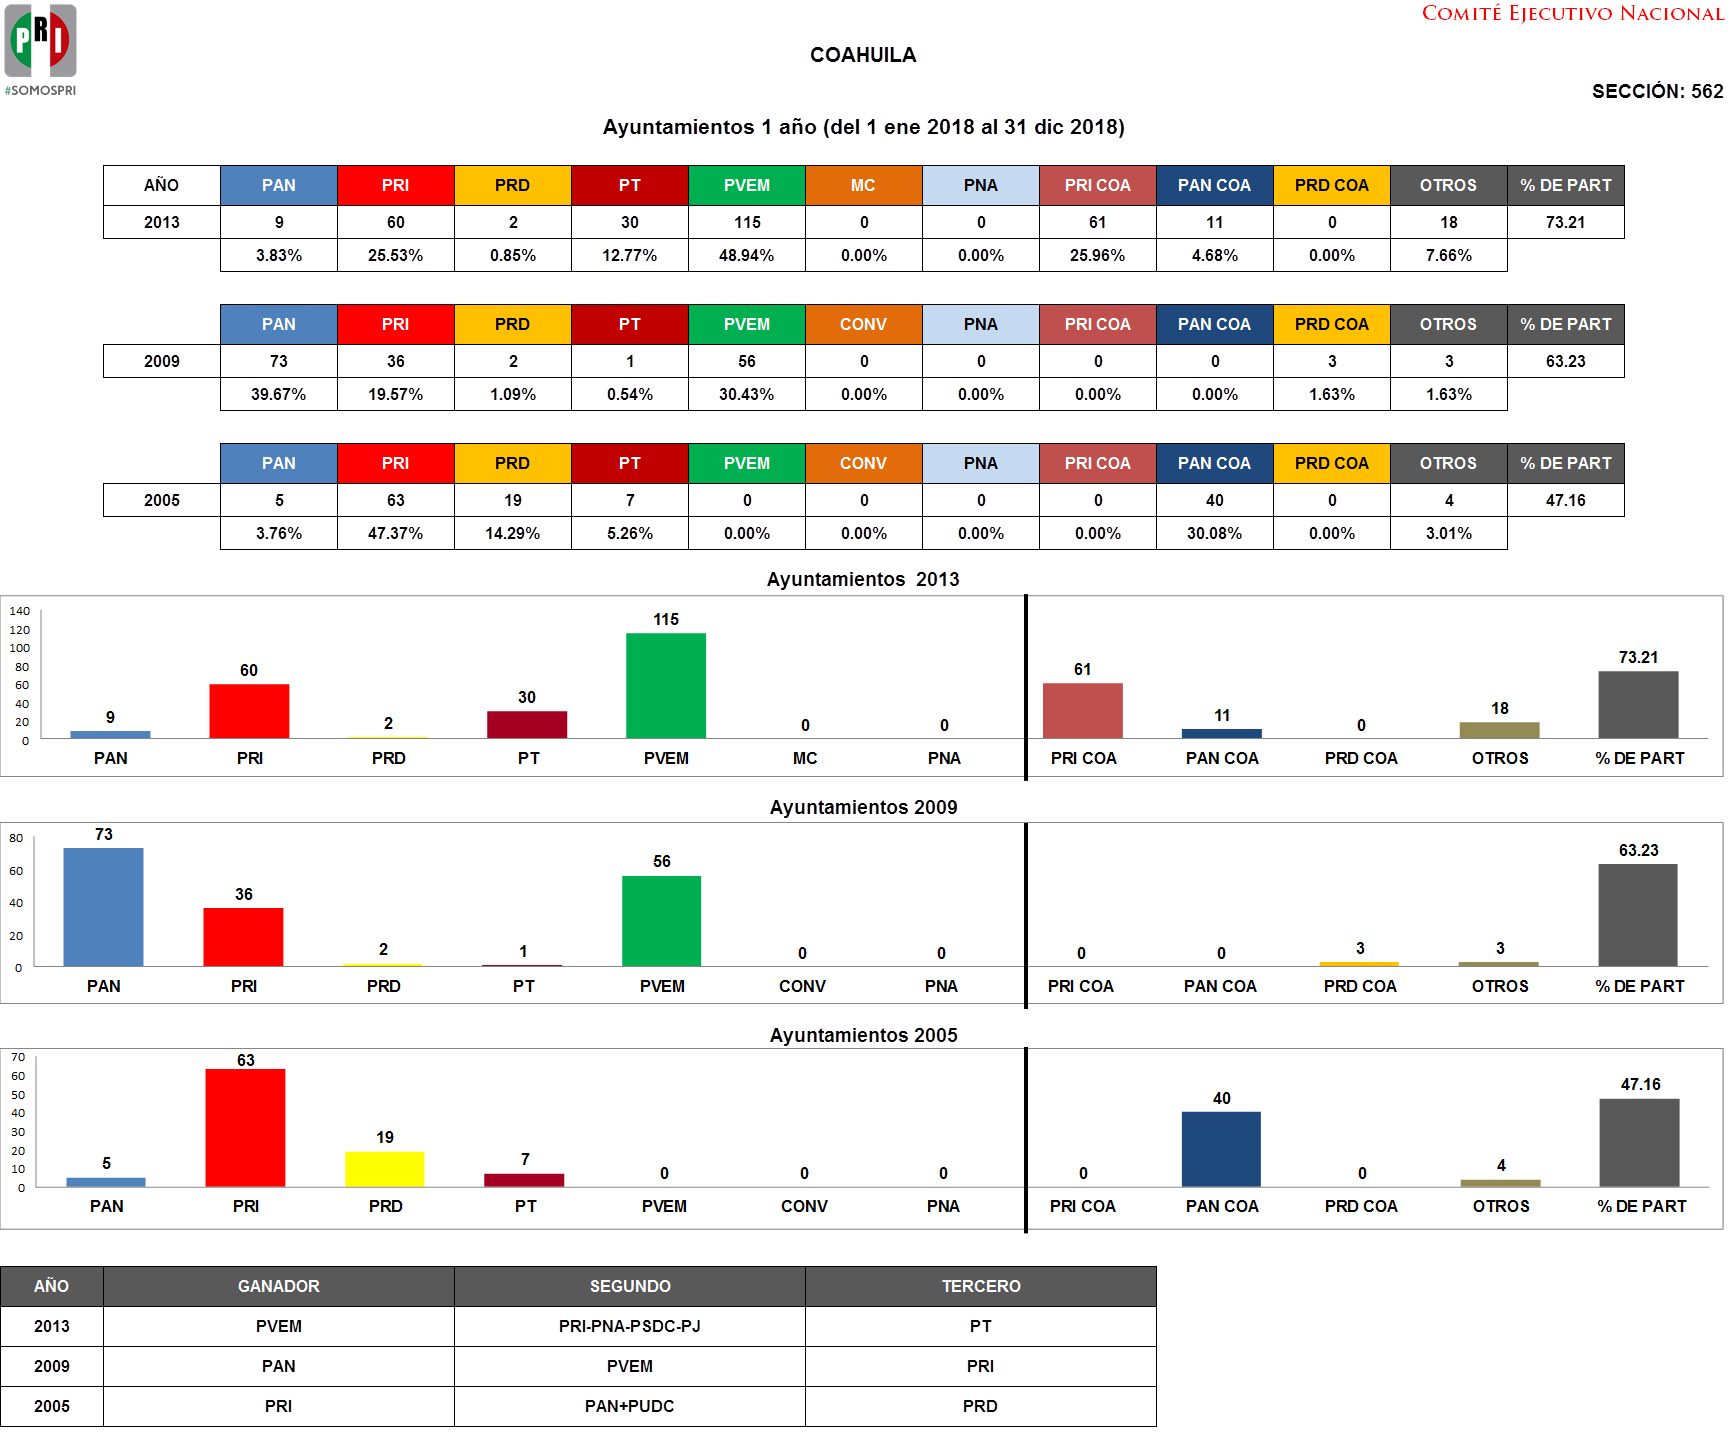 COMITÉ EJECUTIVO NACIONAL
PRI
#SOMOSPRI
COAHUILA
SECCIÓN: 562
Ayuntamientos 1 año (del 1 ene 2018 al 31 dic 2018)
AÑO PAN PRI PRD PT PVEM MC PNA PRI COA PAN COA PRD COA OTROS % DE PART
2013 9 60 2 30 115 0 0 61 11 0 18 73.21
3.83% 25.53% 0.85% 12.77% 48.94% 0.00% 0.00% 25.96% 4.68% 0.00% 7.66%
PAN PRI PRD PT PVEM CONV PNA PRI COA PAN COA PRD COA OTROS % DE PART
2009 73 36 2 1 56 0 0 0 0 3 3 63.23
39.67% 19.57% 1.09% 0.54% 30.43% 0.00% 0.00% 0.00% 0.00% 1.63% 1.63%
PAN PRI PRD PT PVEM CONV PNA PRI COA PAN COA PRD COA OTROS % DE PART
2005 5 63 19 7 0 0 0 0 40 0 4 47.16
3.76% 47.37% 14.29% 5.26% 0.00% 0.00% 0.00% 0.00% 30.08% 0.00% 3.01%
Ayuntamientos  2013
140
120
100
80
60
40
20
0
9 60 2 30 115 0 0 61 11 0 18 73.21
PAN PRI PRD PT PVEM MC PNA PRI COA PAN COA PRD COA OTROS % DE PART
Ayuntamientos 2009
80
60
40
20
0
73 36 2 1 56 0 0 0 0 3 3 63.23
PAN PRI PRD PT PVEM CONV PNA PRI COA PAN COA PRD COA OTROS % DE PART
Ayuntamientos 2005
70
60
50
40
30
20
10
0
5 63 19 7 0 0 0 0 40 0 4 47.16
PAN PRI PRD PT PVEM CONV PNA PRI COA PAN COA PRD COA OTROS % DE PART
AÑO GANADOR SEGUNDO TERCERO
2013 PVEM PRI-PNA-PSDC-PJ PT
2009 PAN PVEM PRI
2005 PRI PAN+PUDC PRD